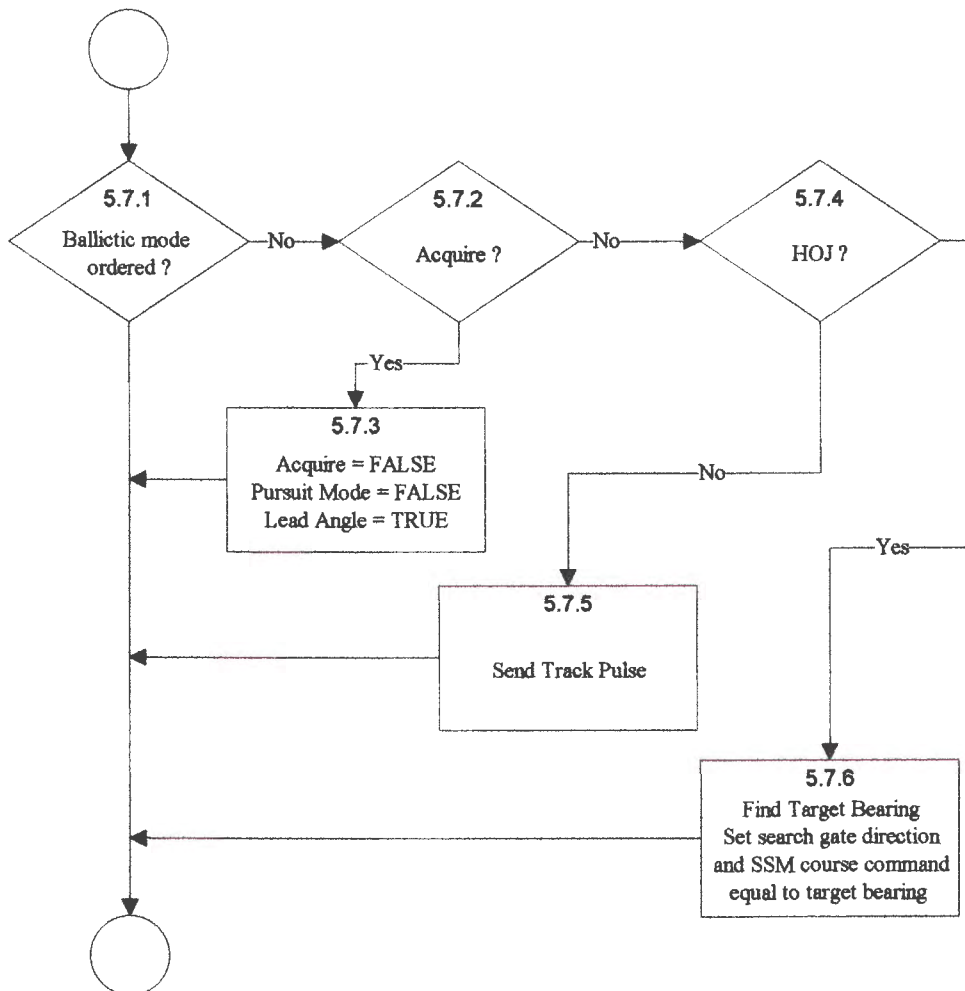 5.7.1
Ballictic mode
ordered ?
No
5.7.2
Acquire ?
No
5.7.4
HOJ ?
Yes
5.7.3
Acquire = FALSE
Pursuit Mode = FALSE
Lead Angle = TRUE
No
5.7.5
Send Track Pulse
Yes
5.7.6
Find Target Bearing
Set search gate direction
and SSM course command
equal to target bearing